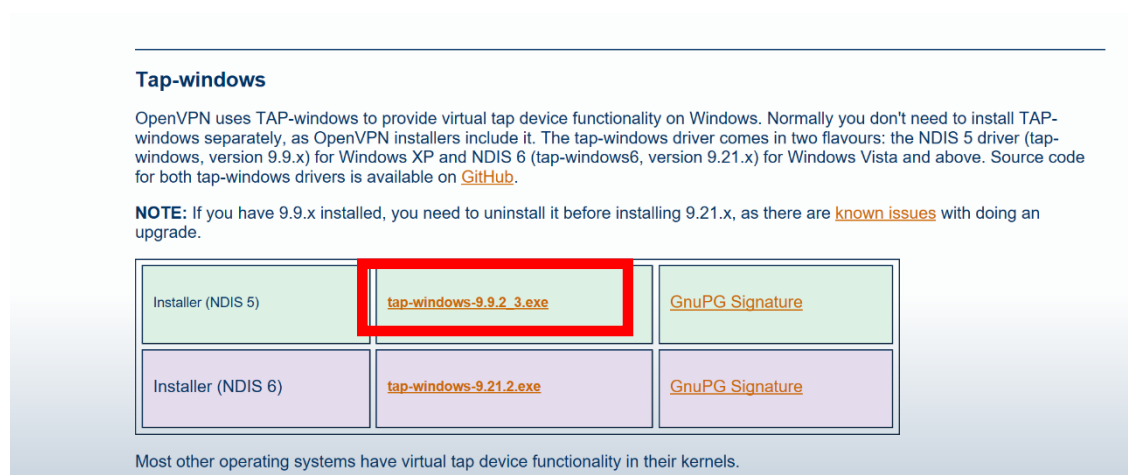 Tap-windows
OpenVPN uses TAP-windows to provide virtual tap device functionality on Windows. Normally you don't need to install TAP-
windows separately, as OpenVPN installers include it. The tap-windows driver comes in two flavours: the NDIS 5 driver (tap-
windows, version 9.9.x) for Windows XP and NDIS 6 (tap-windows6, version 9.21.x) for Windows Vista and above. Source code
for both tap-windows drivers is available on GitHub.
NOTE: If you have 9.9.x installed, you need to uninstall it before installing 9.21.x, as there are known issues with doing an
upgrade.
Installer (NDIS 5) tap-windows-9.9.2_3.exe GnuPG Signature
Installer (NDIS 6) tap-windows-9.21.2.exe GnuPG Signature
Most other operating systems have virtual tap device functionality in their kernels.